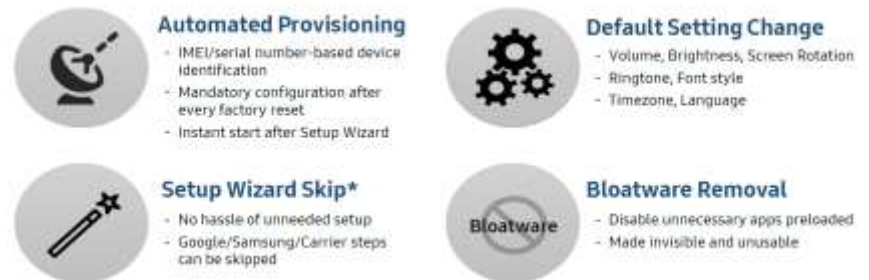 Automated Provisioning
- IMEI/serial number-based device
identification
- Mandatory configuration after
every factory reset
- Instant start after Setup Wizard
Default Setting Change
- Volume, Brightness, Screen Rotation
- Ringtone, Font style
- Timezone, Language
Setup Wizard Skip*
- No hassle of unneeded setup
- Google/Samsung/Carrier steps
can be skipped
Bloatware
Bloatware Removal
- Disable unnecessary apps preloaded
- Made invisible and unusable